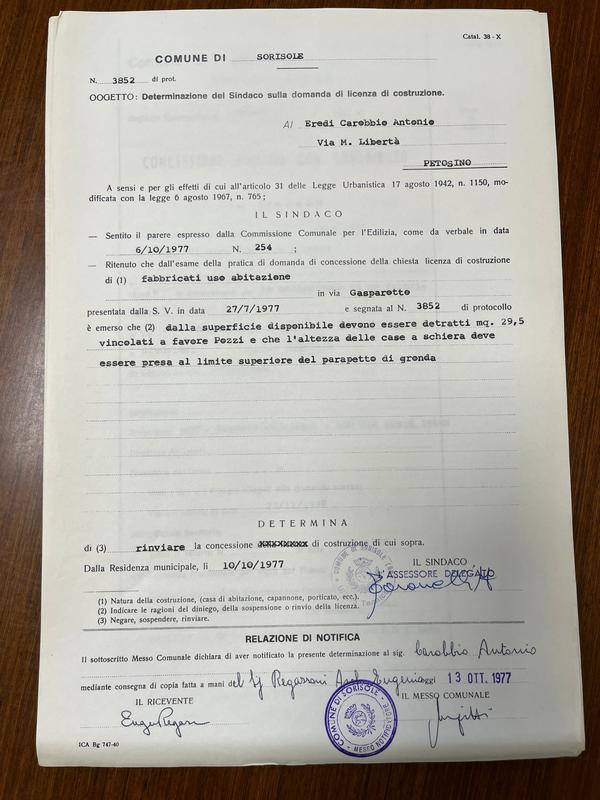 Catal. 38 - X
COMUNE DI SORISOLE
N. 3852 di prot.
OGGETTO: Determinazione del Sindaco sulla domanda di licenza di costruzione.
Al Eredi Carobbio Antonio
Via M. Libertà
PETOSINO
A sensi e per gli effetti di cui all'articolo 31 delle Legge Urbanistica 17 agosto 1942, n. 1150, mo-
dificata con la legge 6 agosto 1967, n. 765;
IL SINDACO
— Sentito il parere espresso dalla Commissione Comunale per l'Edilizia, come da verbale in data
6/10/1977 N. 254 ;
— Ritenuto che dall'esame della pratica di domanda di concessione della chiesta licenza di costruzione
di (1) fabbricati uso abitazione
in via Gasparotto
presentata dalla S. V. in data 27/7/1977 e segnata al N. 3852 di protocollo
è emerso che (2) dalla superficie disponibile devono essere detratti mq. 29,5
vincolati a favore Pozzi e che l'altezza delle case a schiera deve
essere presa al limite superiore del parapetto di gronda
DETERMINA
di (3) rinviare la concessione xxxxxxxx di costruzione di cui sopra.
Dalla Residenza municipale, li 10/10/1977
IL SINDACO
L'ASSESSORE DELEGATO
(1) Natura della costruzione, (casa di abitazione, capannone, porticato, ecc.).
(2) Indicare le ragioni del diniego, della sospensione o rinvio della licenza.
(3) Negare, sospendere, rinviare.
RELAZIONE DI NOTIFICA
Il sottoscritto Messo Comunale dichiara di aver notificato la presente determinazione al sig. Carobbio Antonio
mediante consegna di copia fatta a mani del Sig Regazzoni Eugenio oggi 13 OTT. 1977
IL RICEVENTE
IL MESSO COMUNALE
COMUNE DI SORISOLE
MESSO NOTIFICATORE
ICA Bg 747-40